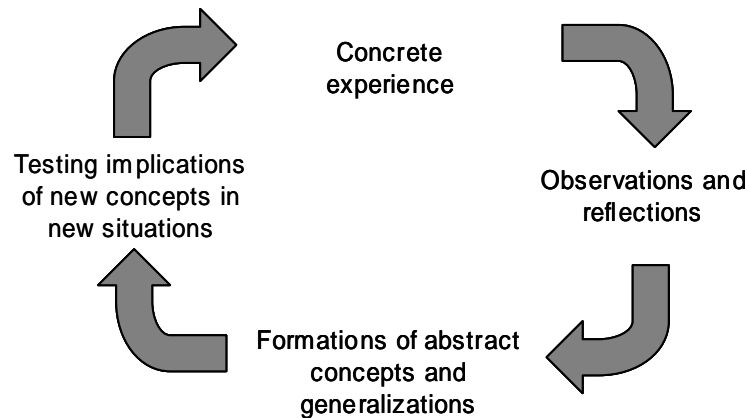 Concrete
experience
Observations and
reflections
Formations of abstract
concepts and
generalizations
Testing implications
of new concepts in
new situations